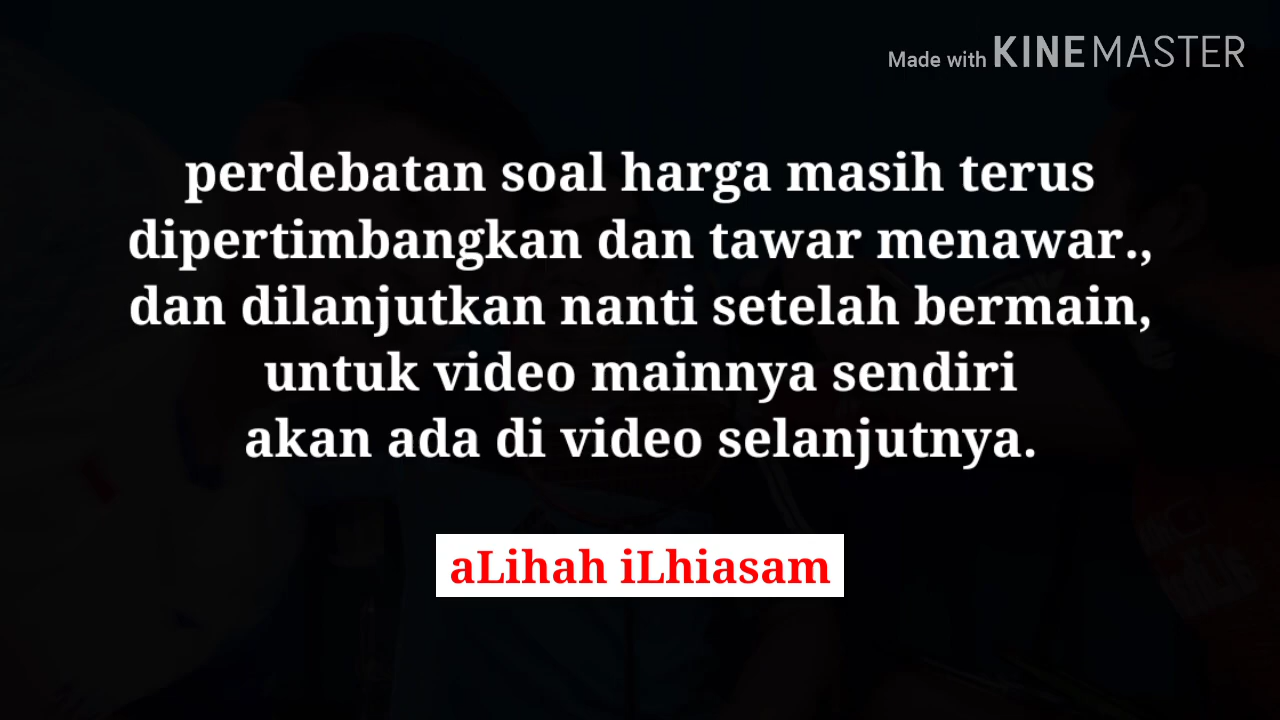 Made with KINEMASTER
perdebatan soal harga masih terus
dipertimbangkan dan tawar menawar.,
dan dilanjutkan nanti setelah bermain,
untuk video mainnya sendiri
akan ada di video selanjutnya.
aLihah iLhiasam